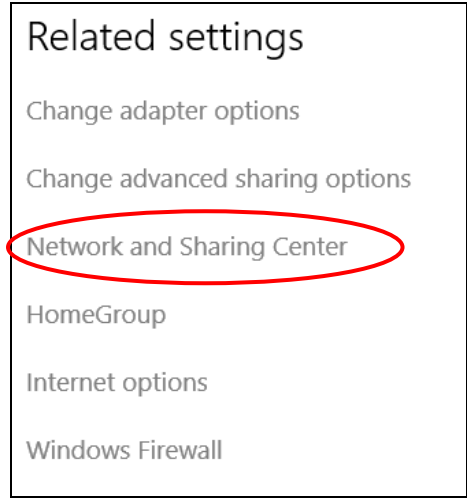 Related settings
Change adapter options
Change advanced sharing options
Network and Sharing Center
HomeGroup
Internet options
Windows Firewall